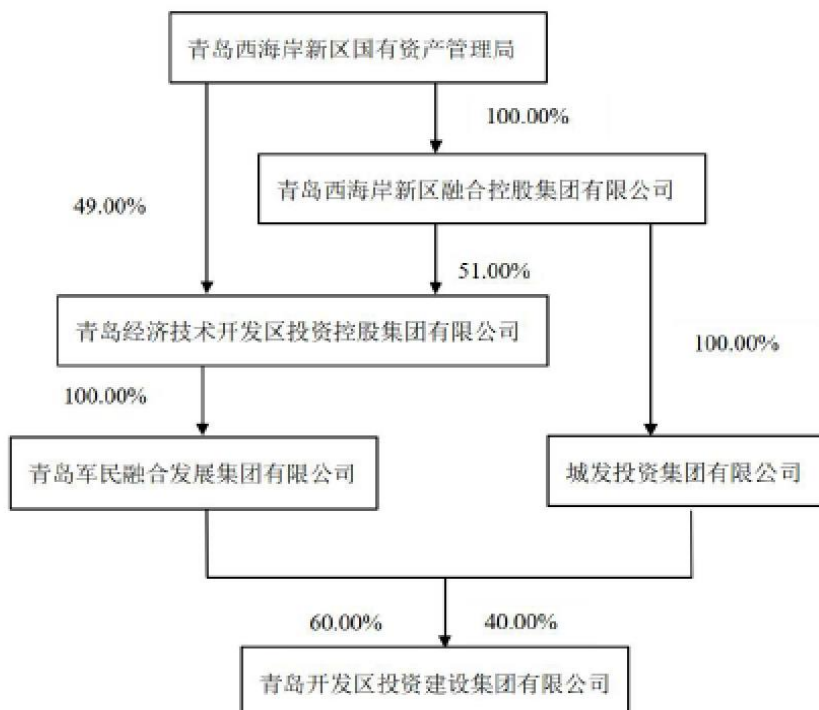 青岛西海岸新区国有资产管理局
100.00%
青岛西海岸新区融合控股集团有限公司
49.00%
51.00%
青岛经济技术开发区投资控股集团有限公司
100.00%
100.00%
青岛军民融合发展集团有限公司
城发投资集团有限公司
60.00%
40.00%
青岛开发区投资建设集团有限公司